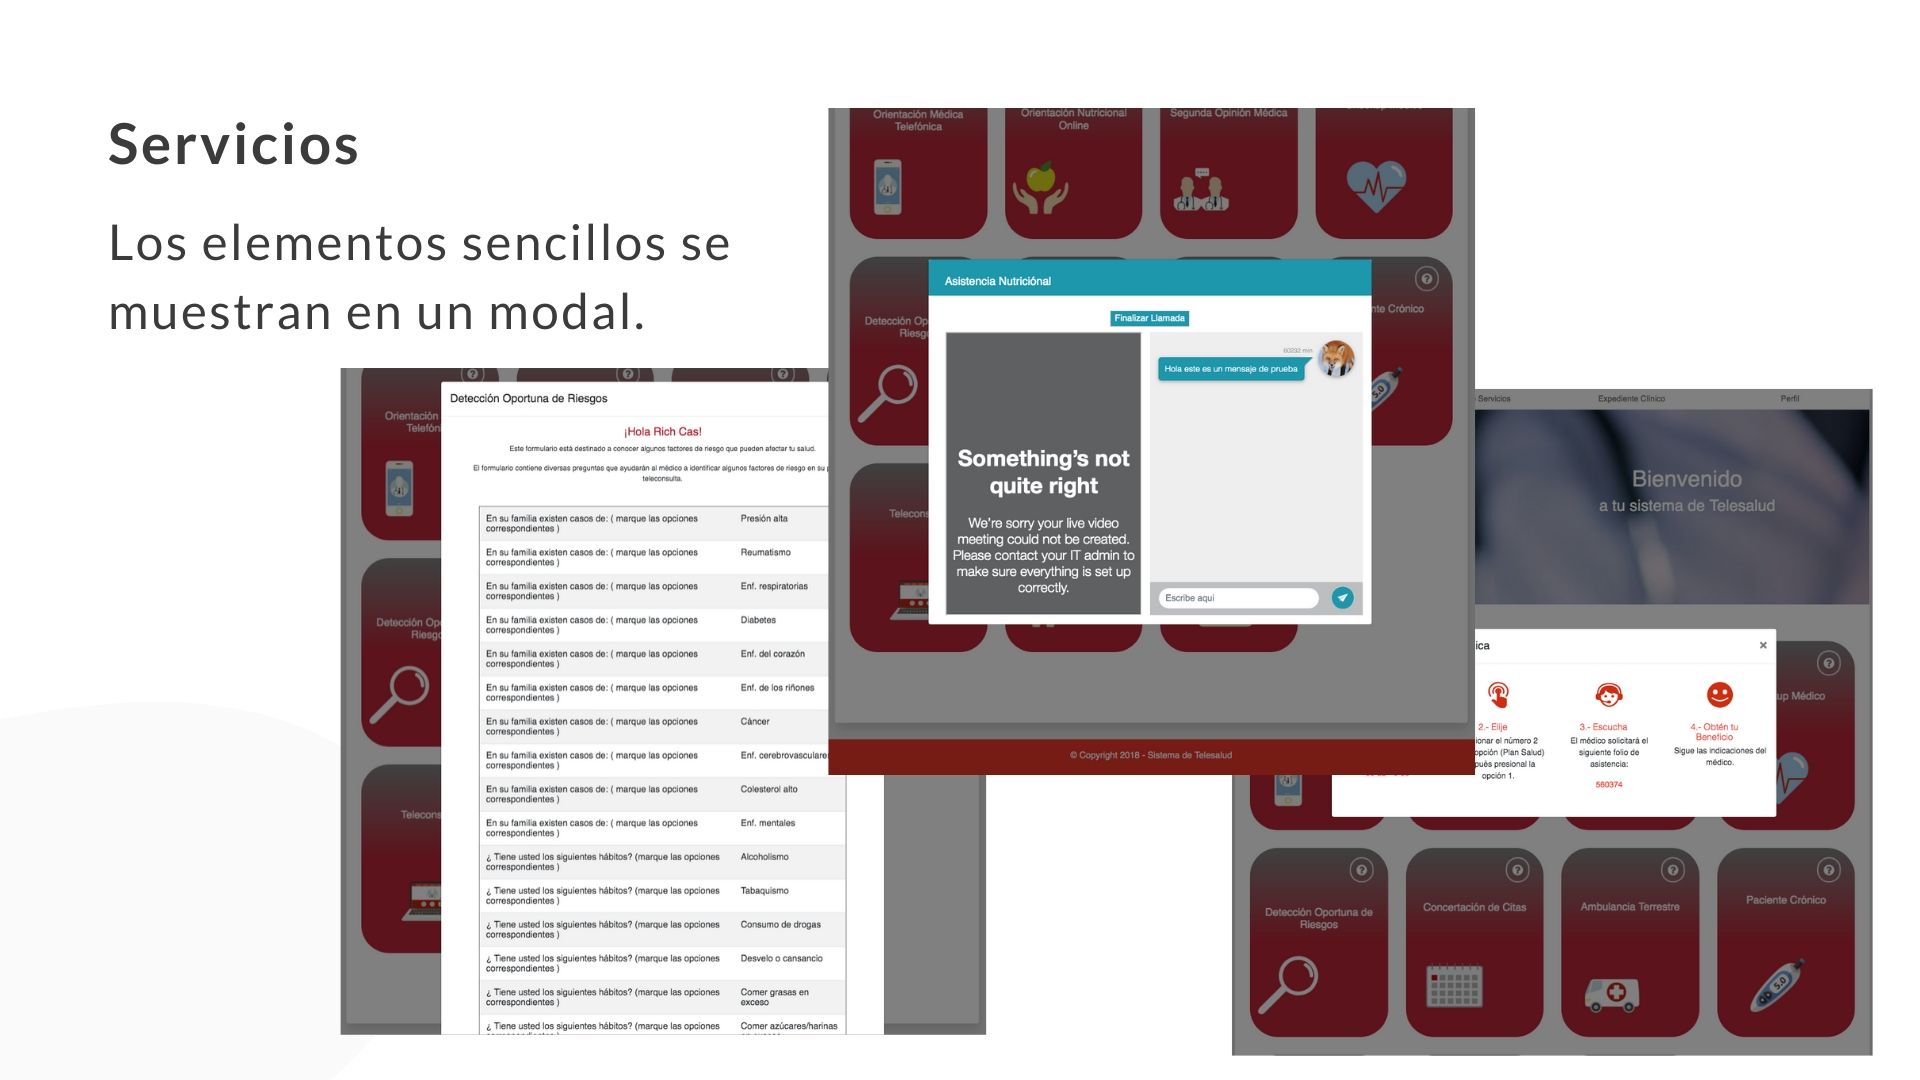 Servicios
Los elementos sencillos se
muestran en un modal.
Orientación Médica
Telefónica
Orientación Nutricional
Online
Segunda Opinión Médica
Detección Op
Riesg
nte Crónico
Telecons
Asistencia Nutriciónal
Finalizar Llamada
Something's not
quite right
We're sorry your live video
meeting could not be created.
Please contact your IT admin to
make sure everything is set up
correctly.
60232 min
Hola este es un mensaje de prueba
Escribe aqui
© Copyright 2018 - Sistema de Telesalud
Orientación
Telefón
Detección Op
Riesgo
Telecons
Detección Oportuna de Riesgos
¡Hola Rich Cas!
Este formulario está destinado a conocer algunos factores de riesgo que pueden afectar tu salud.
El formulario contiene diversas preguntas que ayudarán al médico a identificar algunos factores de riesgo en su p
teleconsulta.
En su familia existen casos de: ( marque las opciones
correspondientes )
Presión alta
En su familia existen casos de: ( marque las opciones
correspondientes )
Reumatismo
En su familia existen casos de: ( marque las opciones
correspondientes )
Enf. respiratorias
En su familia existen casos de: ( marque las opciones
correspondientes )
Diabetes
En su familia existen casos de: ( marque las opciones
correspondientes )
Enf. del corazón
En su familia existen casos de: ( marque las opciones
correspondientes )
Enf. de los riñones
En su familia existen casos de: ( marque las opciones
correspondientes )
Cáncer
En su familia existen casos de: ( marque las opciones
correspondientes )
Enf. cerebrovasculare
En su familia existen casos de: ( marque las opciones
correspondientes )
Colesterol alto
En su familia existen casos de: ( marque las opciones
correspondientes )
Enf. mentales
¿ Tiene usted los siguientes hábitos? (marque las opciones
correspondientes )
Alcoholismo
¿ Tiene usted los siguientes hábitos? (marque las opciones
correspondientes )
Tabaquismo
¿ Tiene usted los siguientes hábitos? (marque las opciones
correspondientes )
Consumo de drogas
¿ Tiene usted los siguientes hábitos? (marque las opciones
correspondientes )
Desvelo o cansancio
¿ Tiene usted los siguientes hábitos? (marque las opciones
correspondientes )
Comer grasas en
exceso
¿ Tiene usted los siguientes hábitos? (marque las opciones
Comer azúcares/harinas
Servicios
Expediente Clínico
Perfil
Bienvenido
a tu sistema de Telesalud
ica
×
2.- Elije
ionar el número 2
opción (Plan Salud)
pués presional la
opción 1.
3.- Escucha
El médico solicitará el
siguiente folio de
asistencia:
560374
4.- Obtén tu
Beneficio
Sigue las indicaciones del
médico.
up Médico
Detección Oportuna de
Riesgos
Concertación de Citas
Ambulancia Terrestre
Paciente Crónico
5.0